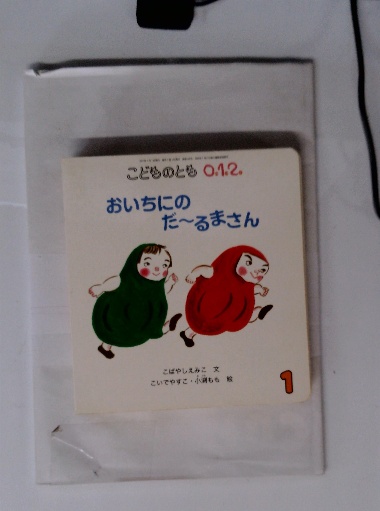 こどものとも 0.1.2.
おいちにの
だ〜るまさん
こばやしえみこ 文
こいでやすこ・小渕もも 絵
1